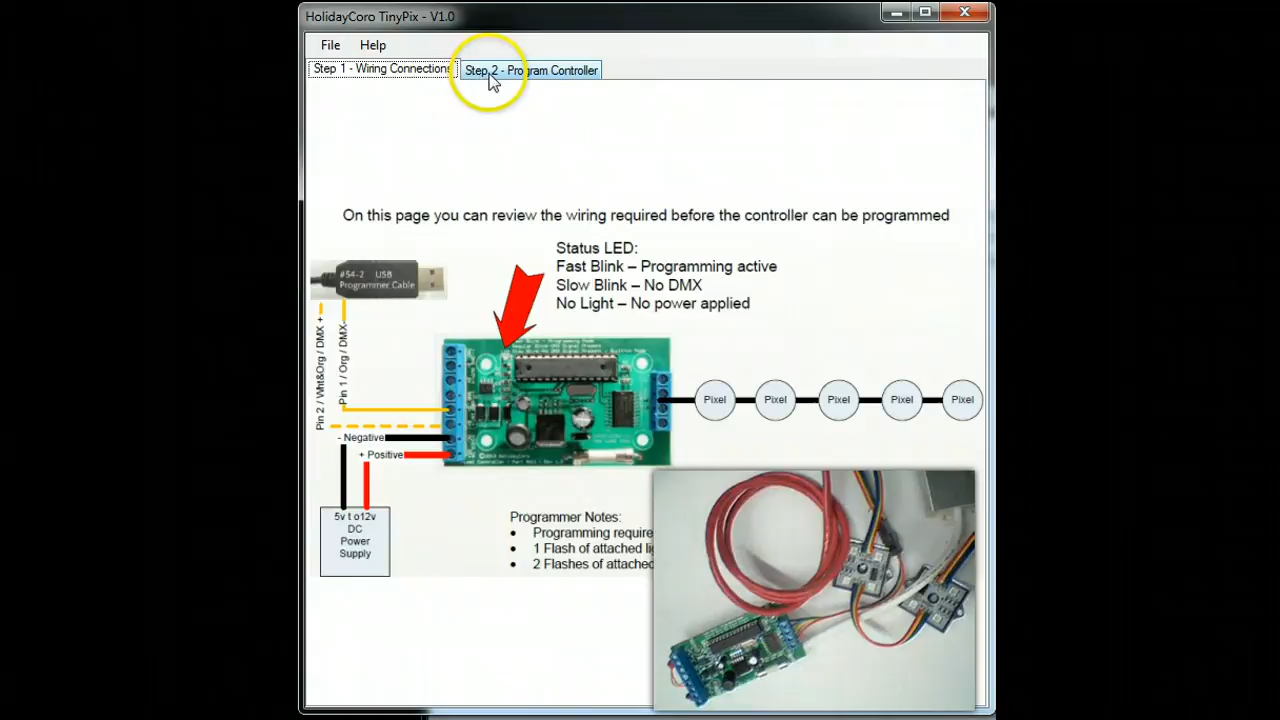 HolidayCoro TinyPix - V1.0
File Help
Step 1 - Wiring Connections Step 2 - Program Controller
On this page you can review the wiring required before the controller can be programmed
Status LED:
Fast Blink – Programming active
Slow Blink – No DMX
No Light – No power applied
#54-2 USB
Programmer Cable
Pin 2 / Wht&Org / DMX +
Pin 1 / Org / DMX-
Pixel Pixel Pixel Pixel Pixel
- Negative
+ Positive
5v t o12v
DC
Power
Supply
Programmer Notes:
• Programming require
• 1 Flash of attached li
• 2 Flashes of attached